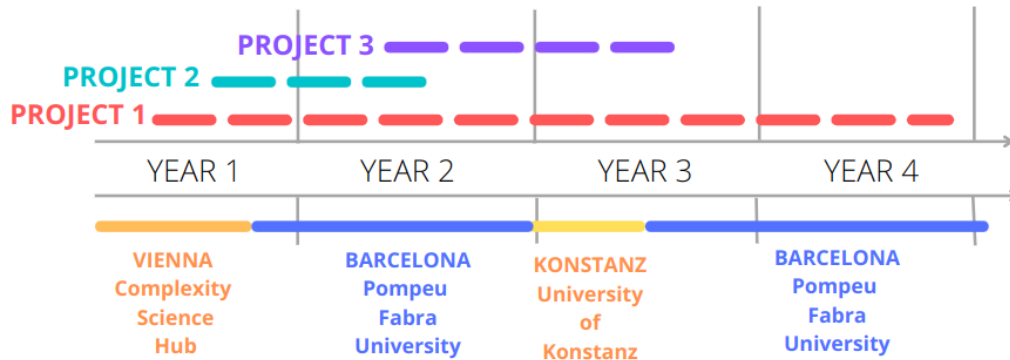 PROJECT 3
PROJECT 2
PROJECT 1
YEAR 1 YEAR 2 YEAR 3 YEAR 4
VIENNA
Complexity
Science
Hub
BARCELONA
Pompeu
Fabra
University
KONSTANZ
University
of
Konstanz
BARCELONA
Pompeu
Fabra
University